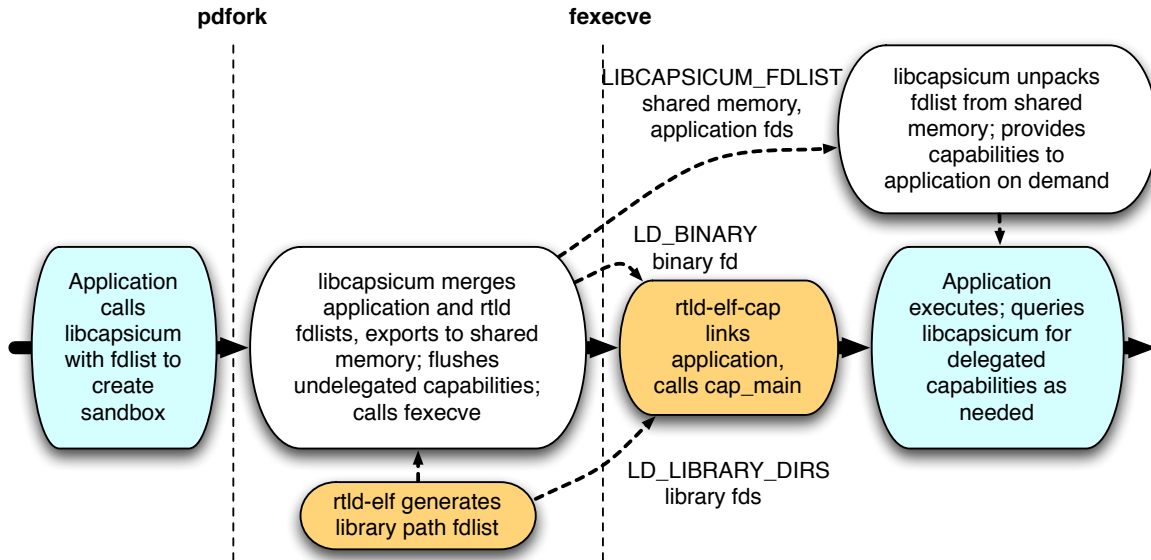 pdfork
fexecve
LIBCAPSICUM_FDLIST
shared memory,
application fds
libcapsicum unpacks
fdlist from shared
memory; provides
capabilities to
application on demand
LD_BINARY
binary fd
Application
calls
libcapsicum
with fdlist to
create
sandbox
libcapsicum merges
application and rtld
fdlists, exports to shared
memory; flushes
undelegated capabilities;
calls fexecve
rtld-elf-cap
links
application,
calls cap_main
Application
executes; queries
libcapsicum for
delegated
capabilities as
needed
LD_LIBRARY_DIRS
library fds
rtld-elf generates
library path fdlist